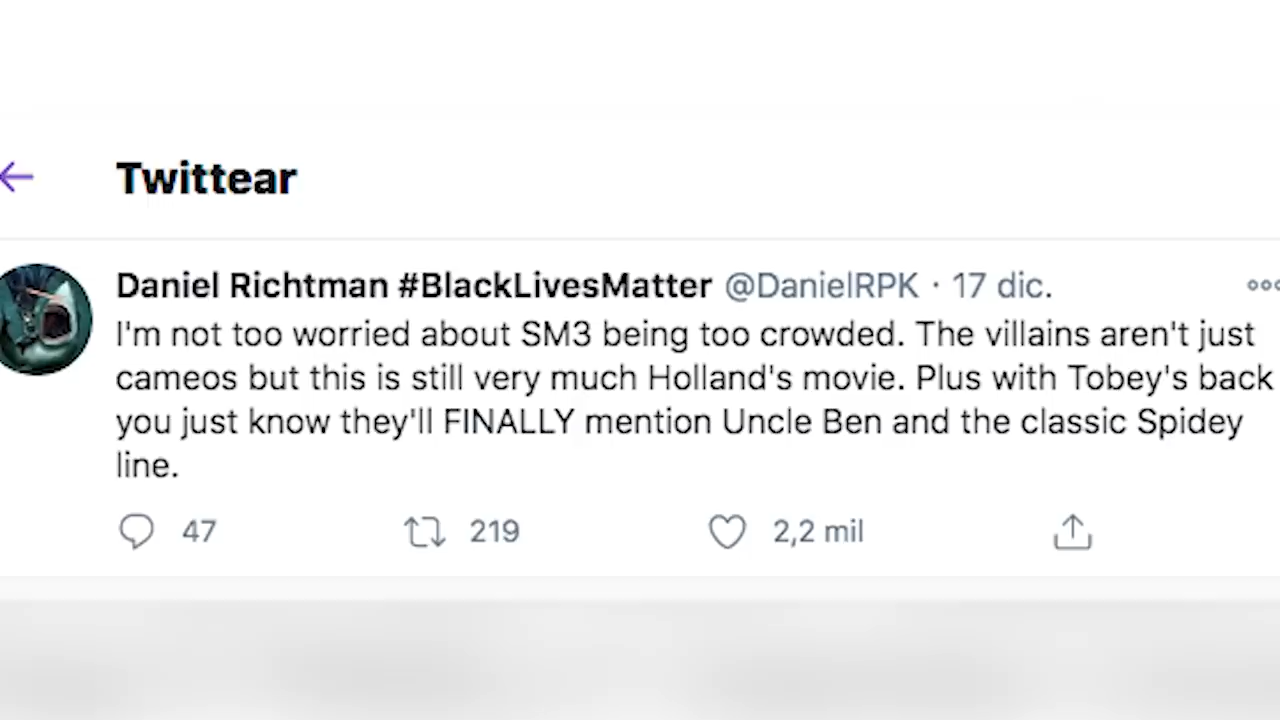 Twittear
Daniel Richtman #BlackLivesMatter @DanielRPK · 17 dic.
I'm not too worried about SM3 being too crowded. The villains aren't just
cameos but this is still very much Holland's movie. Plus with Tobey's back
you just know they'll FINALLY mention Uncle Ben and the classic Spidey
line.
47 219 2,2 mil